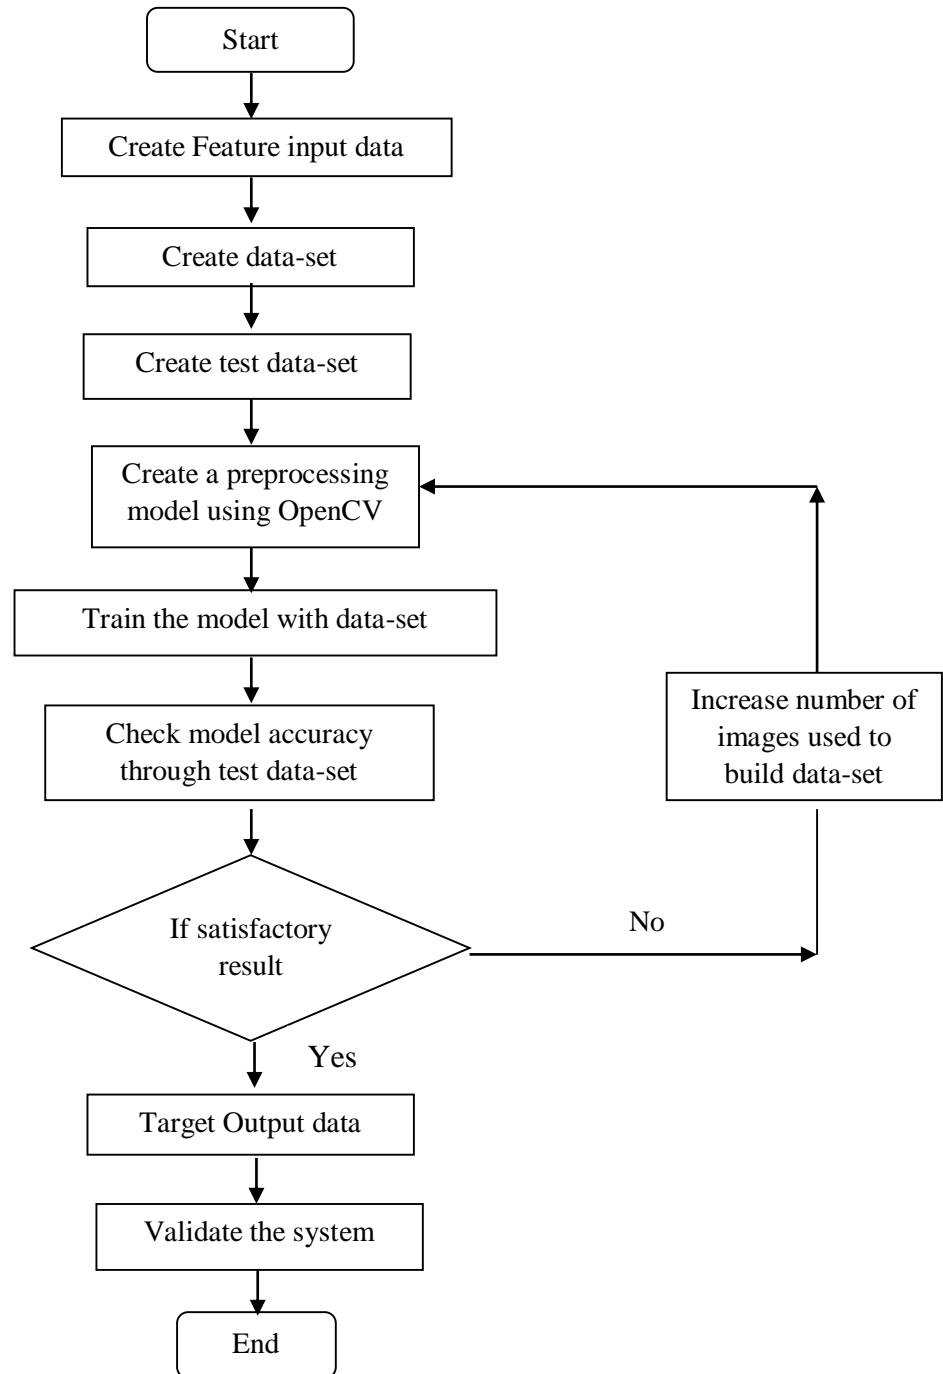 Start
Create Feature input data
Create data-set
Create test data-set
Create a preprocessing
model using OpenCV
Train the model with data-set
Check model accuracy
through test data-set
Increase number of
images used to
build data-set
If satisfactory
result
No
Yes
Target Output data
Validate the system
End